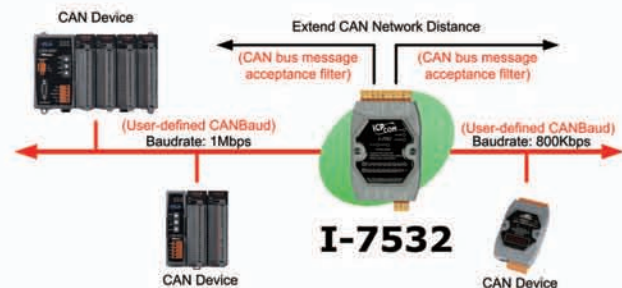 CAN Device
Extend CAN Network Distance
(CAN bus message
acceptance filter)
(CAN bus message
acceptance filter)
(User-defined CANBaud)
Baudrate: 1Mbps
(User-defined CANBaud)
Baudrate: 800Kbps
I-7532
CAN Device
CAN Device